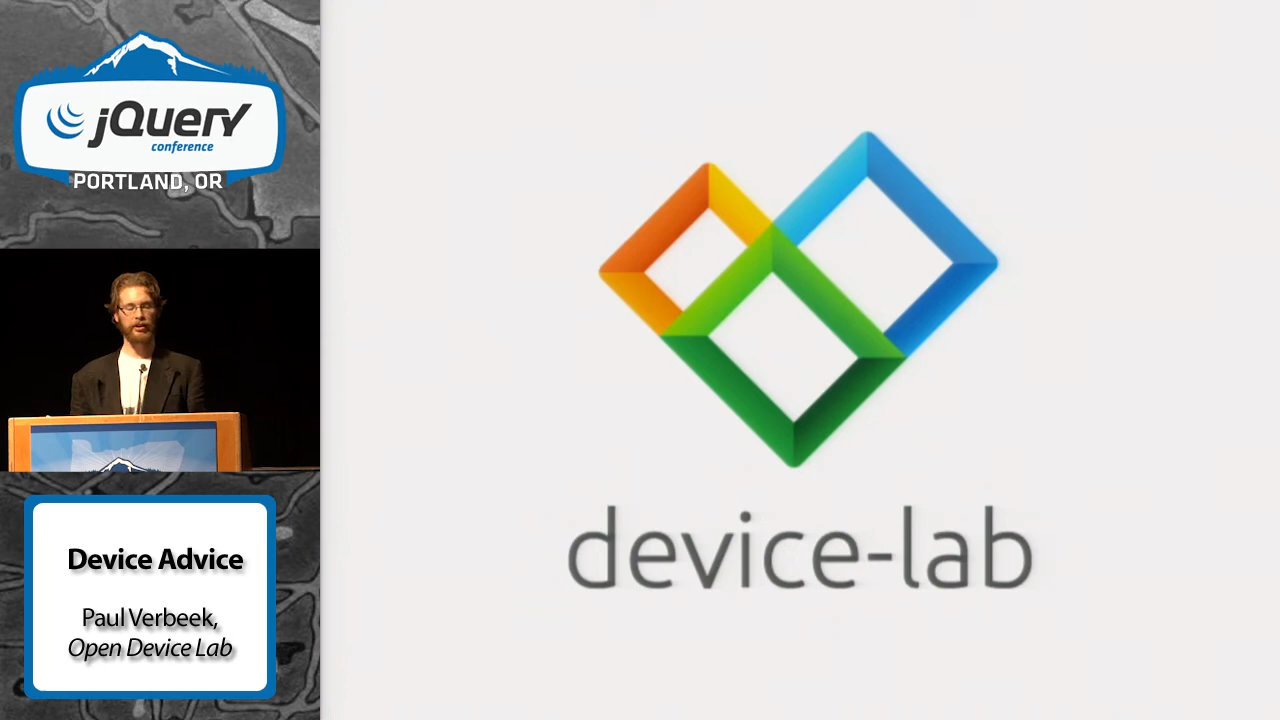 jQuery
conference
PORTLAND, OR
Device Advice
Paul Verbeek,
Open Device Lab
device-lab